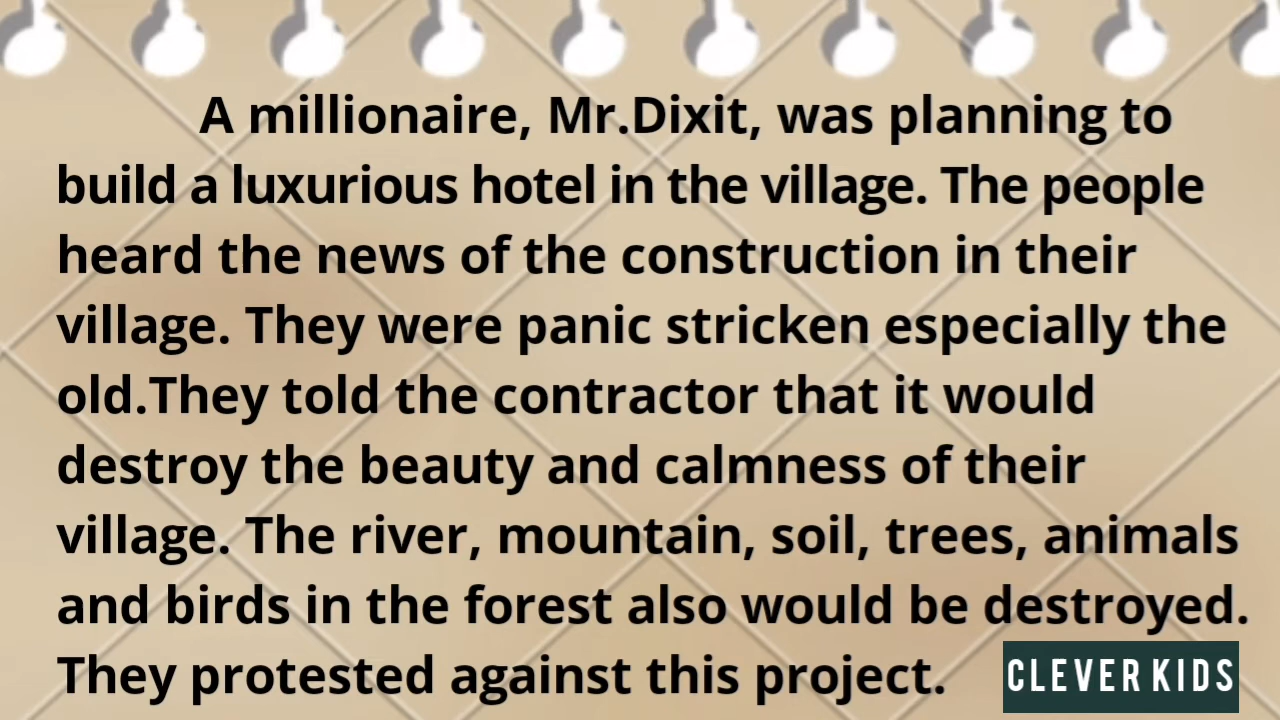 A millionaire, Mr.Dixit, was planning to
build a luxurious hotel in the village. The people
heard the news of the construction in their
village. They were panic stricken especially the
old.They told the contractor that it would
destroy the beauty and calmness of their
village. The river, mountain, soil, trees, animals
and birds in the forest also would be destroyed.
They protested against this project.
CLEVER KIDS